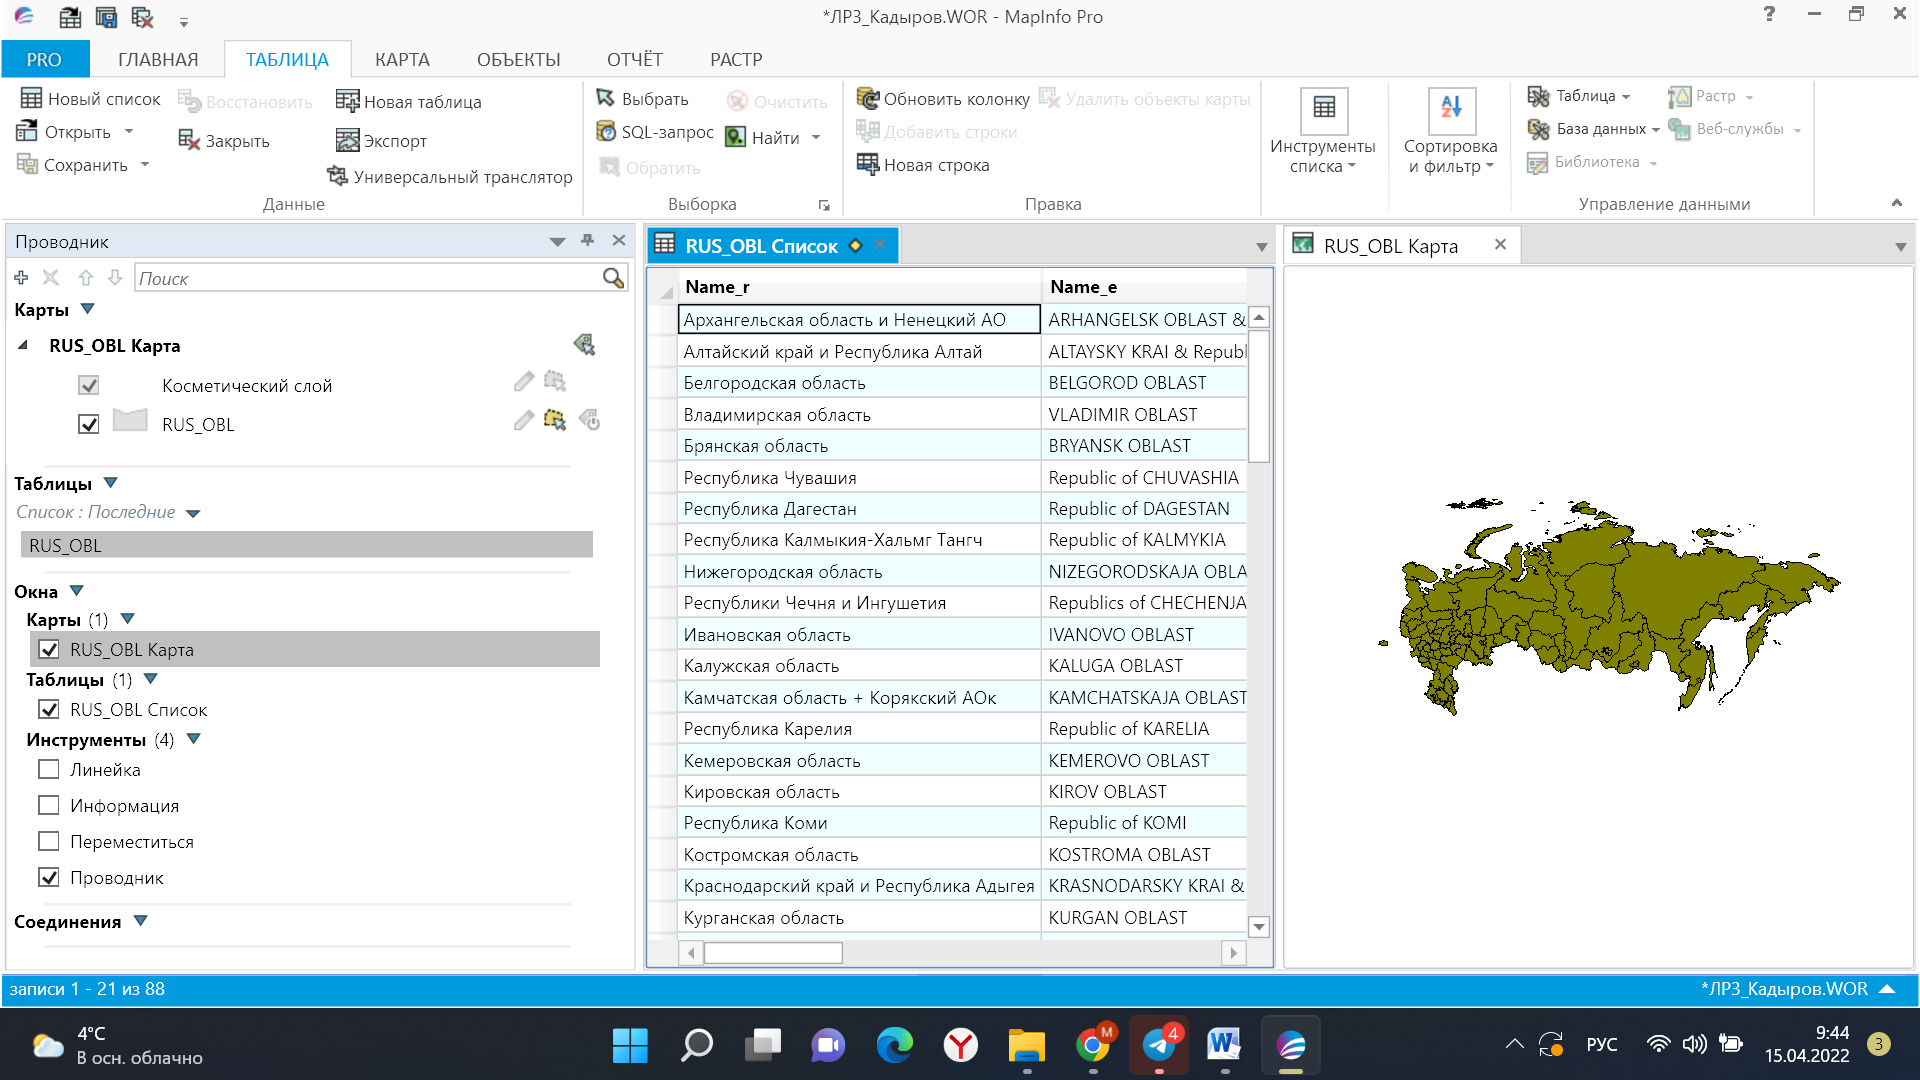 *ЛР3_Кадыров.WOR - MapInfo Pro
PRO ГЛАВНАЯ ТАБЛИЦА КАРТА ОБЪЕКТЫ ОТЧЁТ РАСТР
Новый список Восстановить Новая таблица
Открыть Закрыть Экспорт
Сохранить Универсальный транслятор
Данные
Выбрать Очистить
SQL-запрос Найти
Обратить
Выборка
Обновить колонку Удалить объекты карты
Добавить строки
Новая строка
Правка
Инструменты
списка
Сортировка
и фильтр
Таблица Растр
База данных Веб-службы
Библиотека
Управление данными
Проводник
Поиск
Карты
RUS_OBL Карта
Косметический слой
RUS_OBL
Таблицы
Список : Последние
RUS_OBL
Окна
Карты (1)
RUS_OBL Карта
Таблицы (1)
RUS_OBL Список
Инструменты (4)
Линейка
Информация
Переместиться
Проводник
Соединения
RUS_OBL Список
Name_r Name_e
Архангельская область и Ненецкий АО ARHANGELSK OBLAST &
Алтайский край и Республика Алтай ALTAYSKY KRAI & Republ
Белгородская область BELGOROD OBLAST
Владимирская область VLADIMIR OBLAST
Брянская область BRYANSK OBLAST
Республика Чувашия Republic of CHUVASHIA
Республика Дагестан Republic of DAGESTAN
Республика Калмыкия-Хальмг Тангч Republic of KALMYKIA
Нижегородская область NIZEGORODSKAJA OBLA
Республики Чечня и Ингушетия Republics of CHECHENJA
Ивановская область IVANOVO OBLAST
Калужская область KALUGA OBLAST
Камчатская область + Корякский АОк KAMCHATSKAJA OBLAST
Республика Карелия Republic of KARELIA
Кемеровская область KEMEROVO OBLAST
Кировская область KIROV OBLAST
Республика Коми Republic of KOMI
Костромская область KOSTROMA OBLAST
Краснодарский край и Республика Адыгея KRASNODARSKY KRAI &
Курганская область KURGAN OBLAST
RUS_OBL Карта
записи 1 - 21 из 88
*ЛР3_Кадыров.WOR
4°C
В осн. облачно
M
4
РУС
9:44
15.04.2022
3